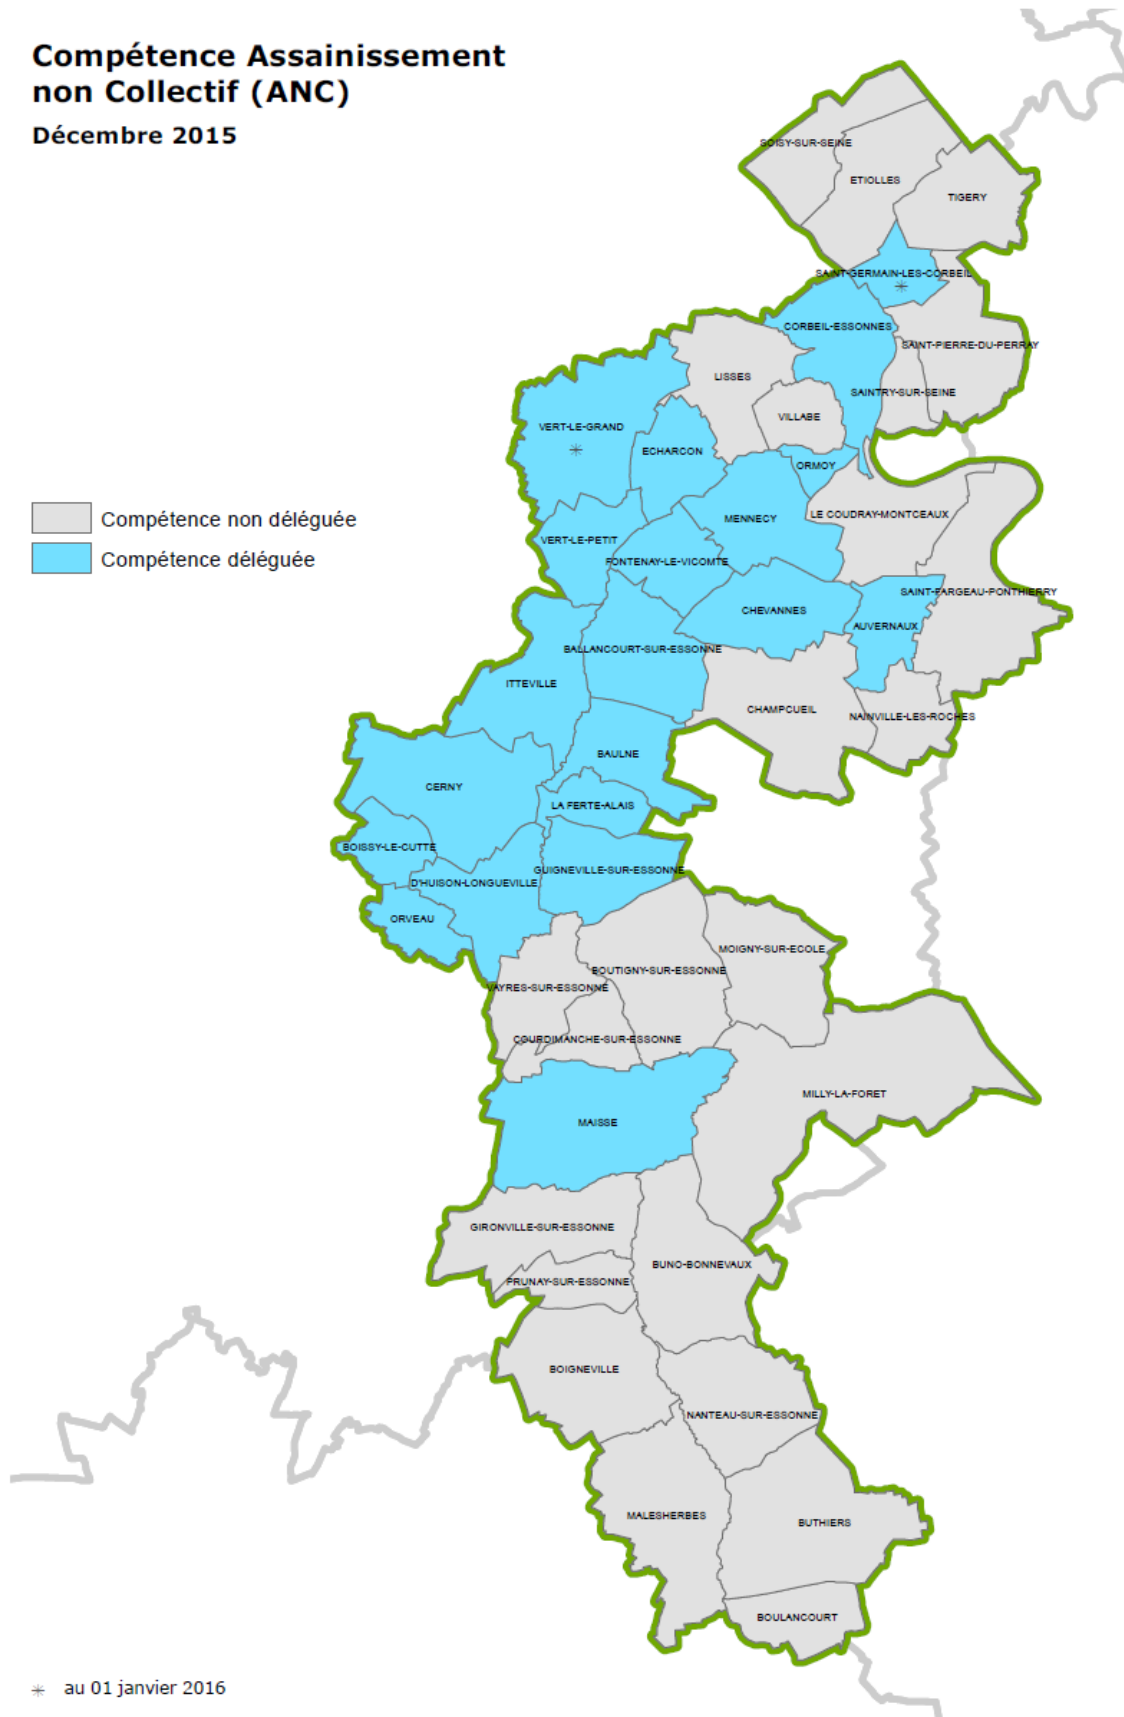 Compétence Assainissement
non Collectif (ANC)
Décembre 2015
SOISY-SUR-SEINE
ETIOLLES
TIGERY
SAINT-GERMAIN-LES-CORBEIL
CORBEIL-ESSONNES
SAINT-PIERRE-DU-PERRAY
LISSES
SAINTRY-SUR-SEINE
VILLABE
VERT-LE-GRAND
ECHARCON
ORMOY
Compétence non déléguée
Compétence déléguée
MENNECY
LE COUDRAY-MONTCEAUX
VERT-LE-PETIT
FONTENAY-LE-VICOMTE
SAINT-FARGEAU-PONTHIERRY
CHEVANNES
AUVERNAUX
BALLANCOURT-SUR-ESSONNE
ITTEVILLE
CHAMPCUEIL
NAINVILLE-LES-ROCHES
BAULNE
CERNY
LA FERTE-ALAIS
BOISSY-LE-CUTTE
GUIGNEVILLE-SUR-ESSONNE
D'HUISON-LONGUEVILLE
ORVEAU
MOIGNY-SUR-ECOLE
BOUTIGNY-SUR-ESSONNE
VAYRES-SUR-ESSONNE
COURDIMANCHE-SUR-ESSONNE
MILLY-LA-FORET
MAISSE
GIRONVILLE-SUR-ESSONNE
BUNO-BONNEVAUX
PRUNAY-SUR-ESSONNE
BOIGNEVILLE
NANTEAU-SUR-ESSONNE
MALESHERBES
BUTHIERS
BOULANCOURT
✳ au 01 janvier 2016